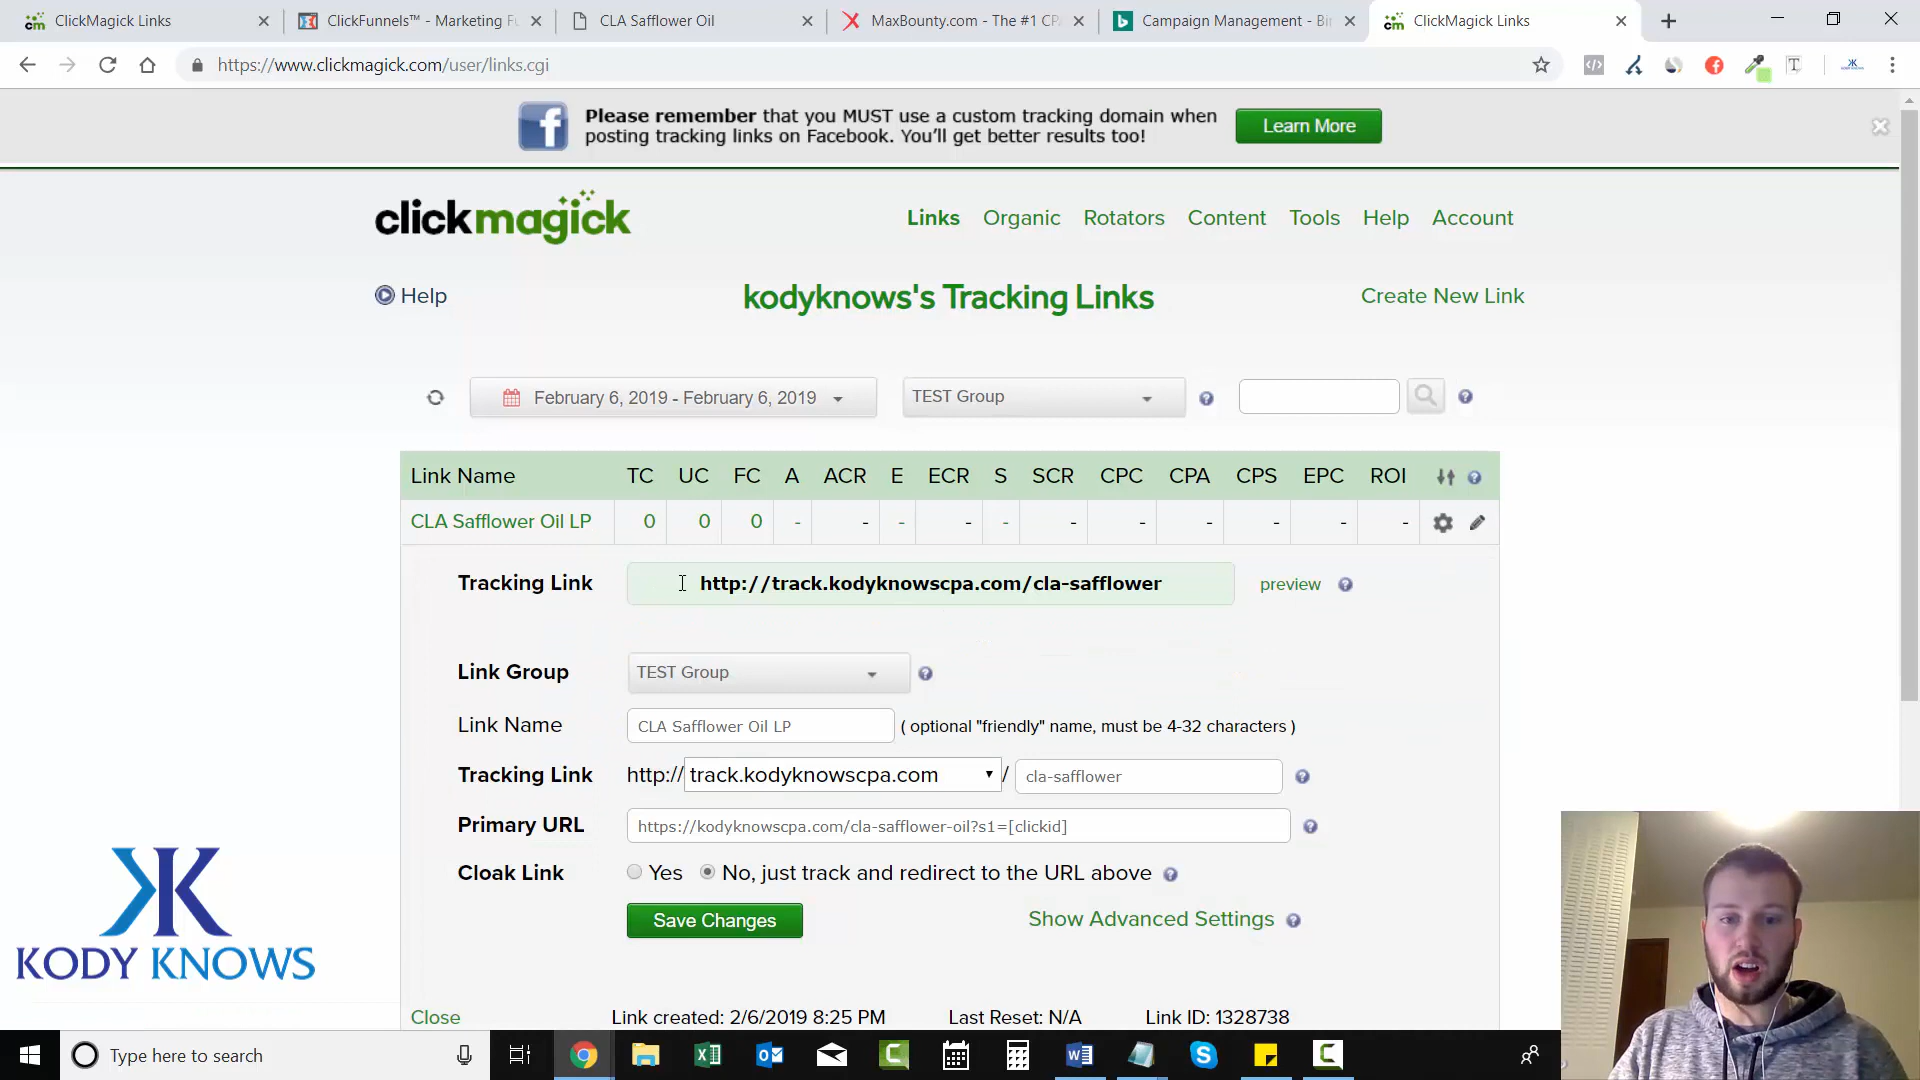 ClickMagick Links
ClickFunnels™ - Marketing Fu
CLA Safflower Oil
MaxBounty.com - The #1 CP
Campaign Management - Bi
ClickMagick Links
https://www.clickmagick.com/user/links.cgi
Please remember that you MUST use a custom tracking domain when
posting tracking links on Facebook. You'll get better results too!
Learn More
clickmagick
Links Organic Rotators Content Tools Help Account
Help
kodyknows's Tracking Links
Create New Link
February 6, 2019 - February 6, 2019
TEST Group
Link Name TC UC FC A ACR E ECR S SCR CPC CPA CPS EPC ROI
CLA Safflower Oil LP 0 0 0 - - - - - - - - - - -
Tracking Link http://track.kodyknowscpa.com/cla-safflower preview
Link Group TEST Group
Link Name CLA Safflower Oil LP ( optional "friendly" name, must be 4-32 characters )
Tracking Link http:// track.kodyknowscpa.com / cla-safflower
Primary URL https://kodyknowscpa.com/cla-safflower-oil?s1=[clickid]
Cloak Link Yes No, just track and redirect to the URL above
Save Changes Show Advanced Settings
Close Link created: 2/6/2019 8:25 PM Last Reset: N/A Link ID: 1328738
KODY KNOWS
Type here to search